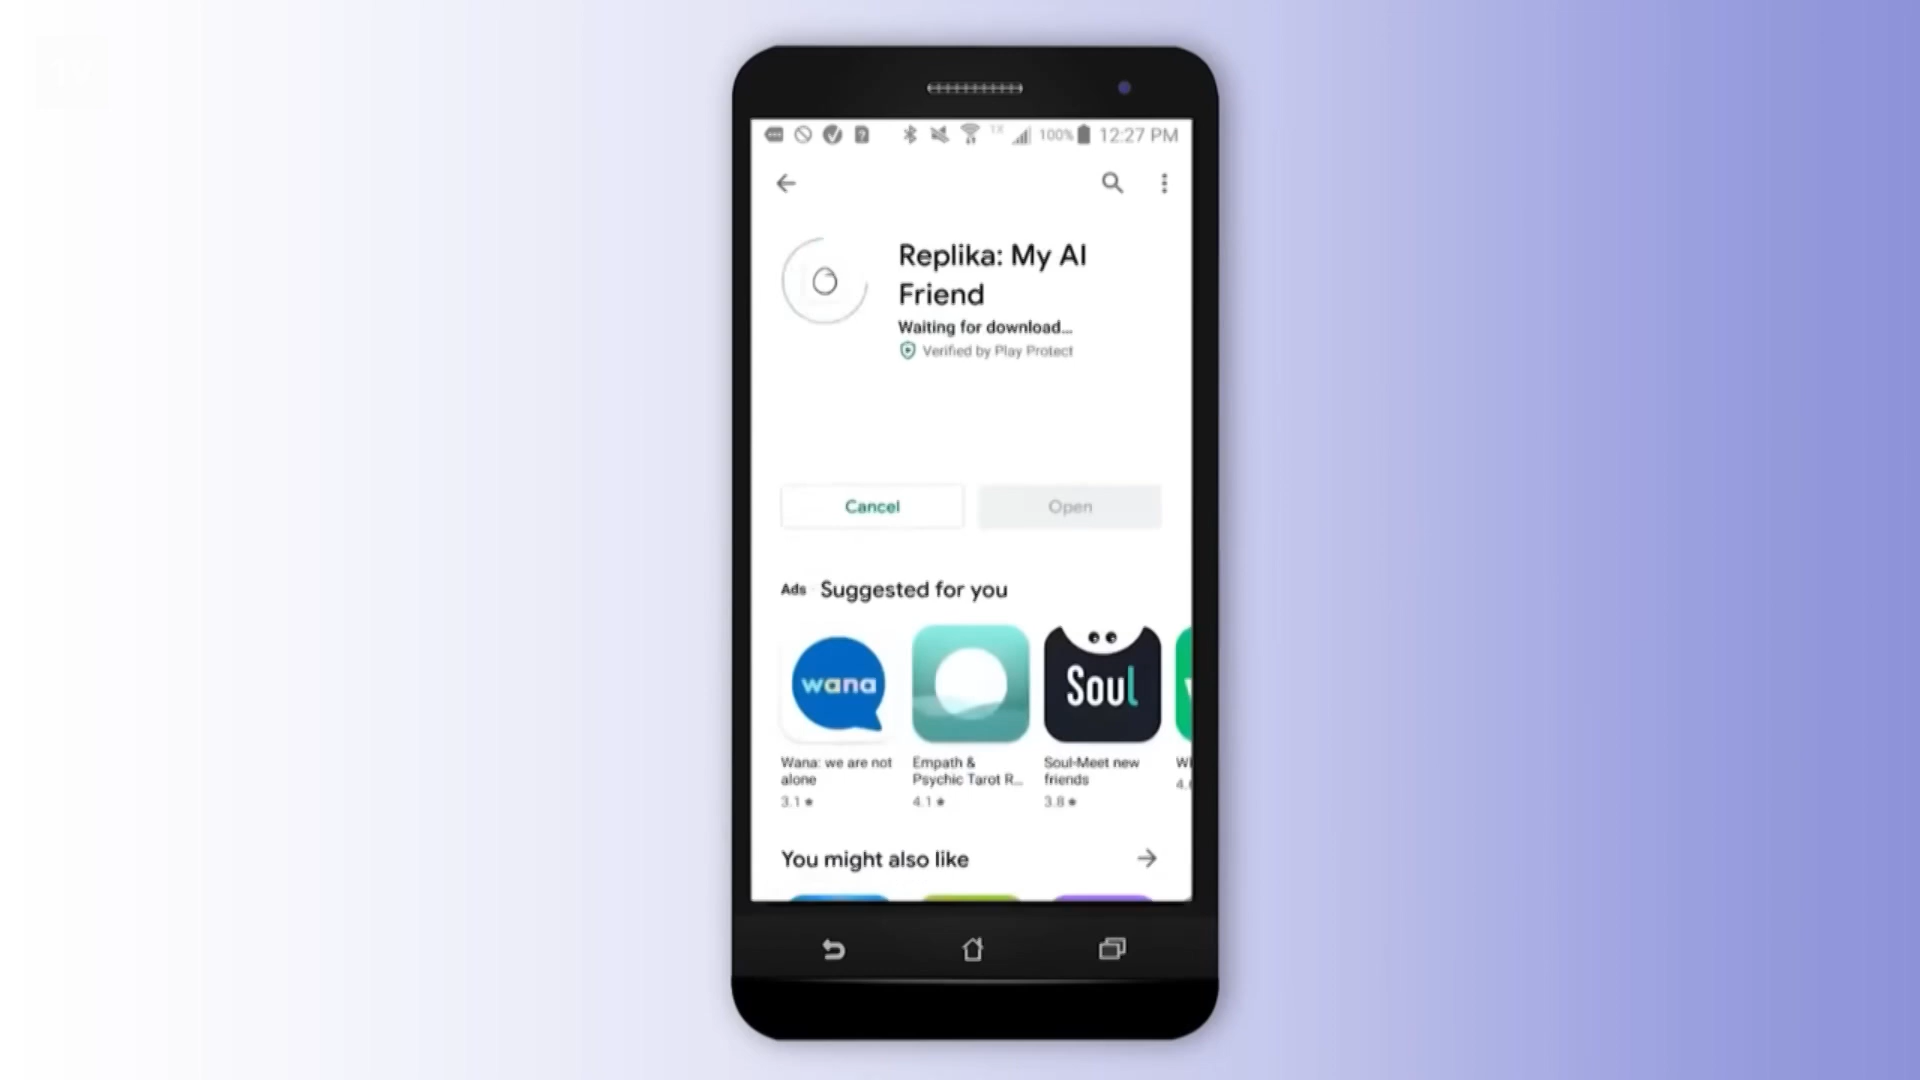 100% 12:27 PM
Replika: My AI
Friend
Waiting for download...
Verified by Play Protect
Cancel
Open
Ads · Suggested for you
wana
Soul
Wana: we are not
alone
3.1 ★
Empath &
Psychic Tarot R...
4.1 ★
Soul-Meet new
friends
3.8 ★
You might also like